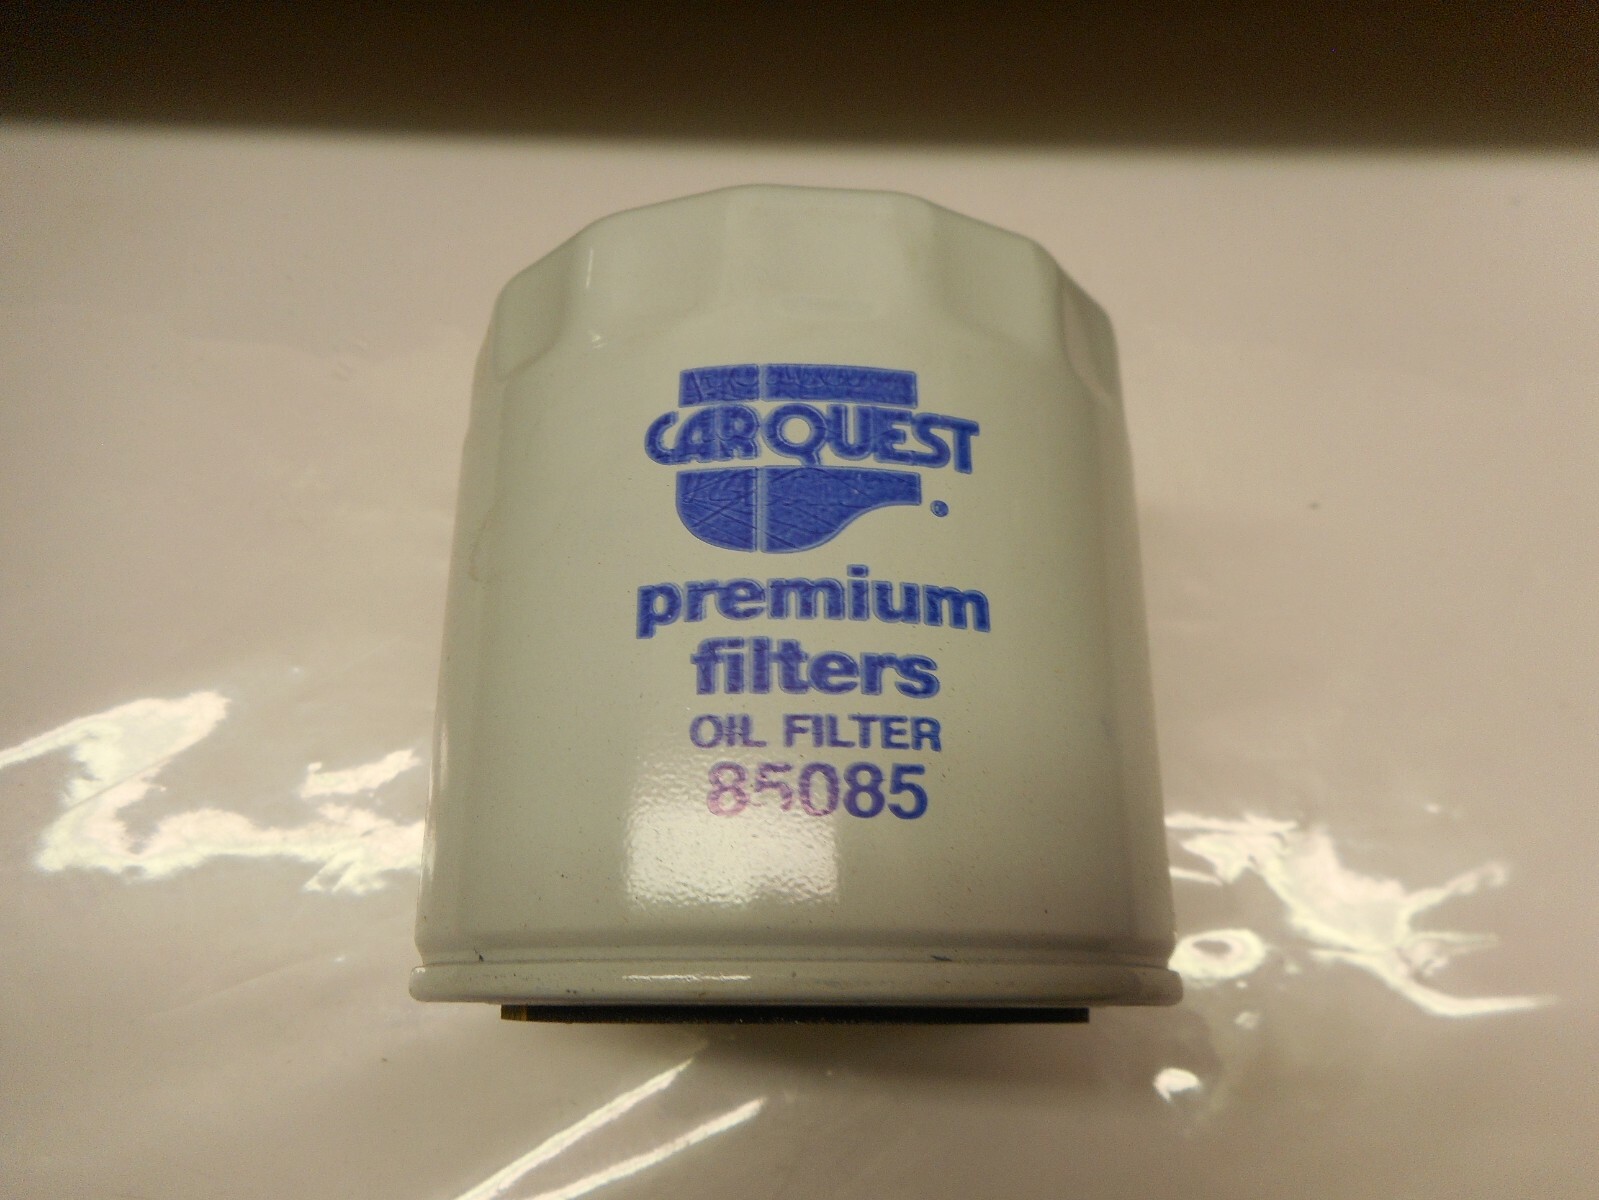 CARQUEST
premium
filters
OIL FILTER
85085